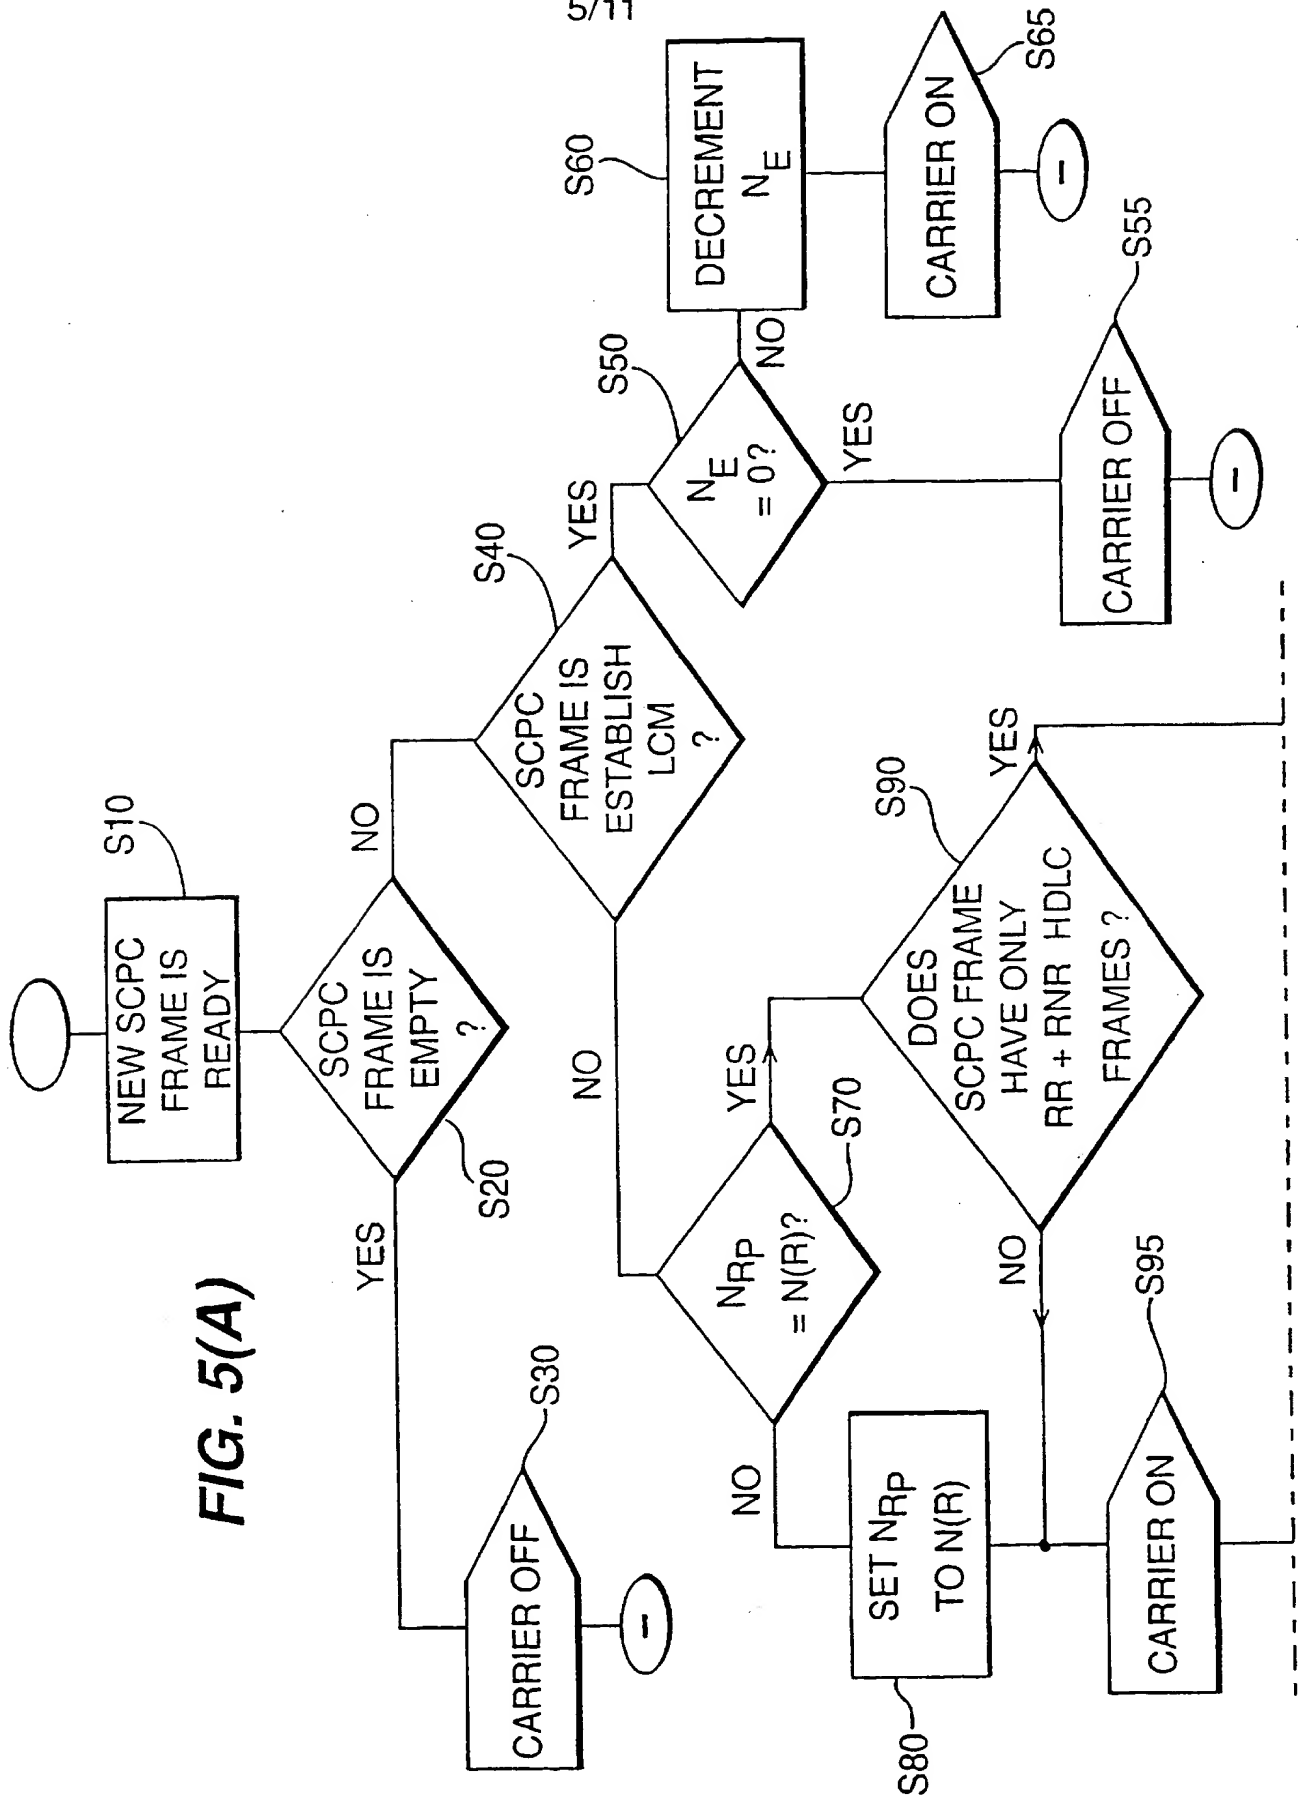 5/11
FIG. 5(A)
NEW SCPC
FRAME IS
READY
S10
SCPC
FRAME IS
EMPTY
?
S20
YES
NO
CARRIER OFF
S30
–
SCPC
FRAME IS
ESTABLISH
LCM
?
S40
NO
YES
N_E
= 0?
S50
NO
YES
DECREMENT
N_E
S60
CARRIER ON
S65
–
CARRIER OFF
S55
–
N_RP
= N(R)?
S70
NO
YES
SET N_RP
TO N(R)
S80
DOES
SCPC FRAME
HAVE ONLY
RR + RNR HDLC
FRAMES ?
S90
NO
YES
CARRIER ON
S95